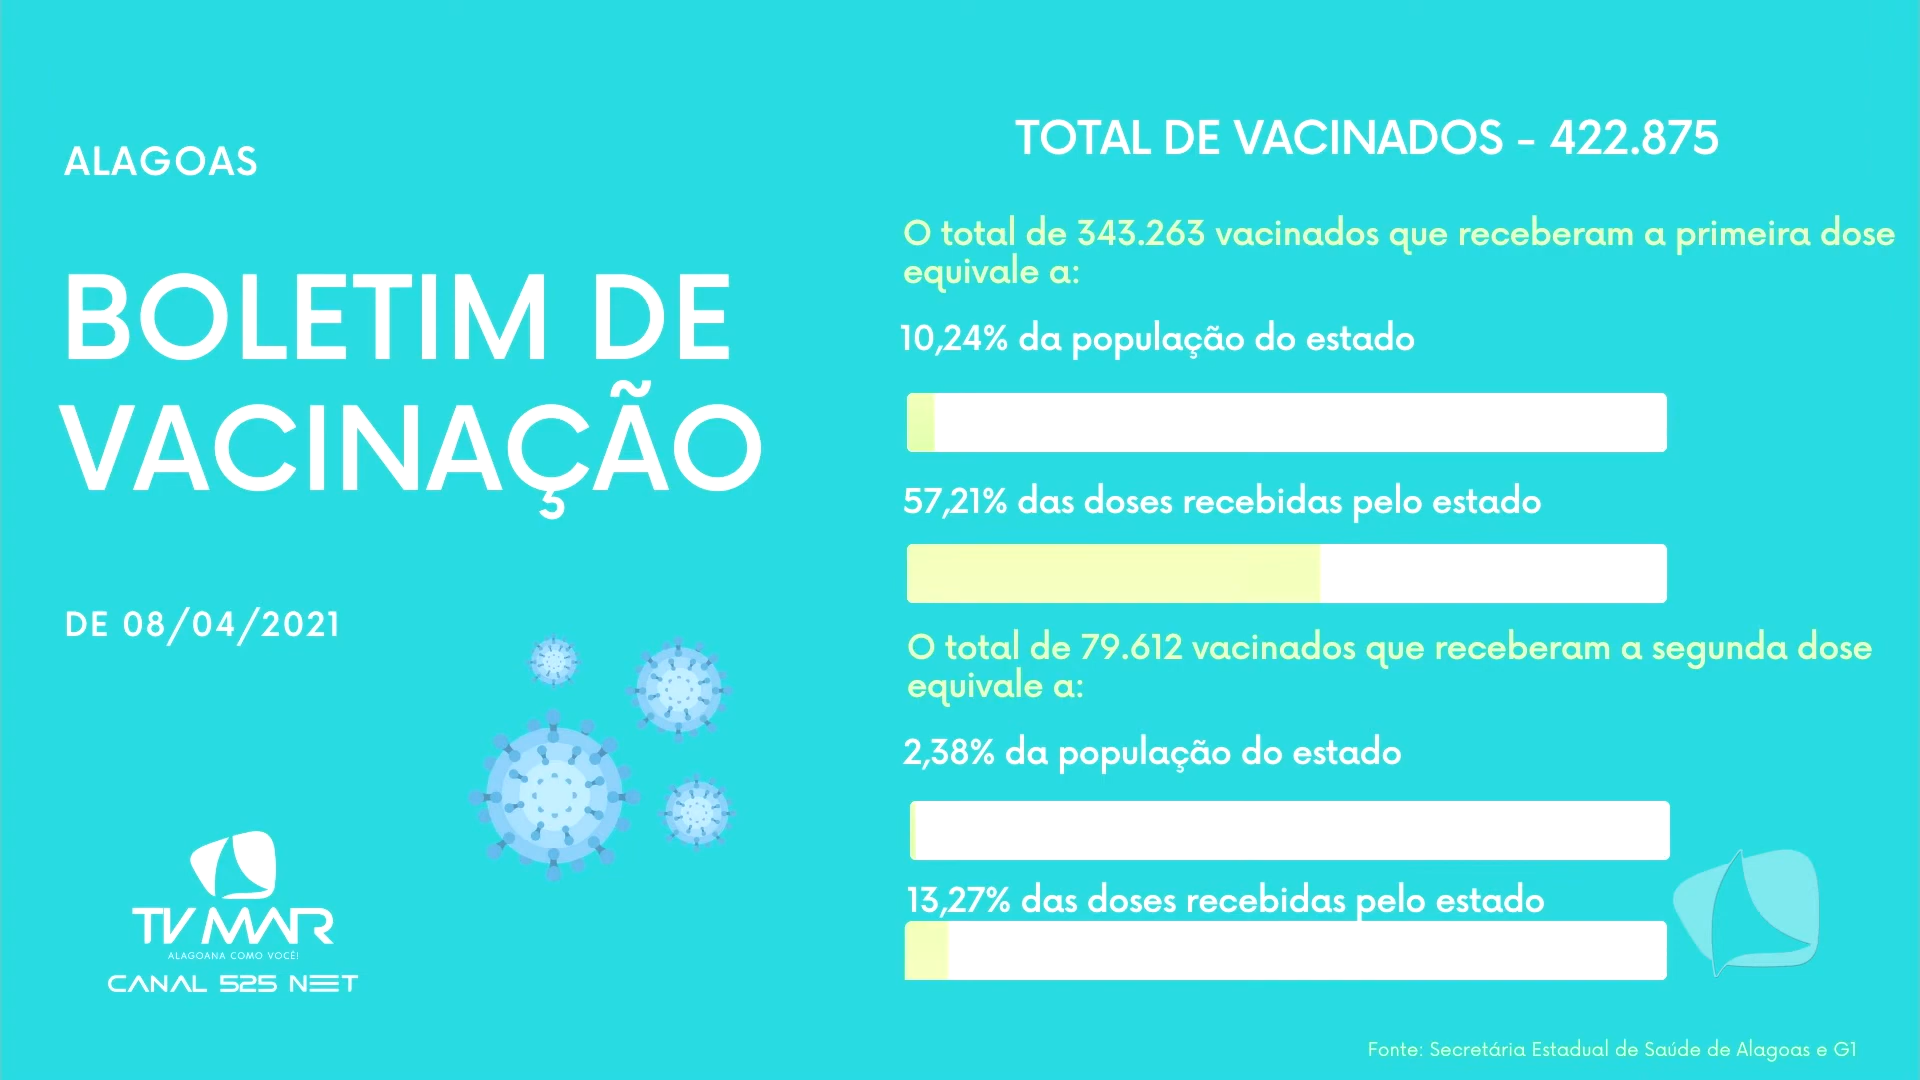 ALAGOAS
BOLETIM DE
VACINAÇÃO
DE 08/04/2021
TV MAR
ALAGOANA COMO VOCÊ!
CANAL 525 NET
TOTAL DE VACINADOS - 422.875
O total de 343.263 vacinados que receberam a primeira dose
equivale a:
10,24% da população do estado
57,21% das doses recebidas pelo estado
O total de 79.612 vacinados que receberam a segunda dose
equivale a:
2,38% da população do estado
13,27% das doses recebidas pelo estado
Fonte: Secretária Estadual de Saúde de Alagoas e G1